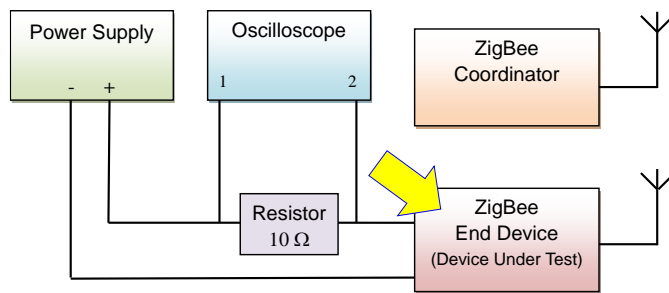 Power Supply
- +
Oscilloscope
1 2
ZigBee
Coordinator
Resistor
10 Ω
ZigBee
End Device
(Device Under Test)